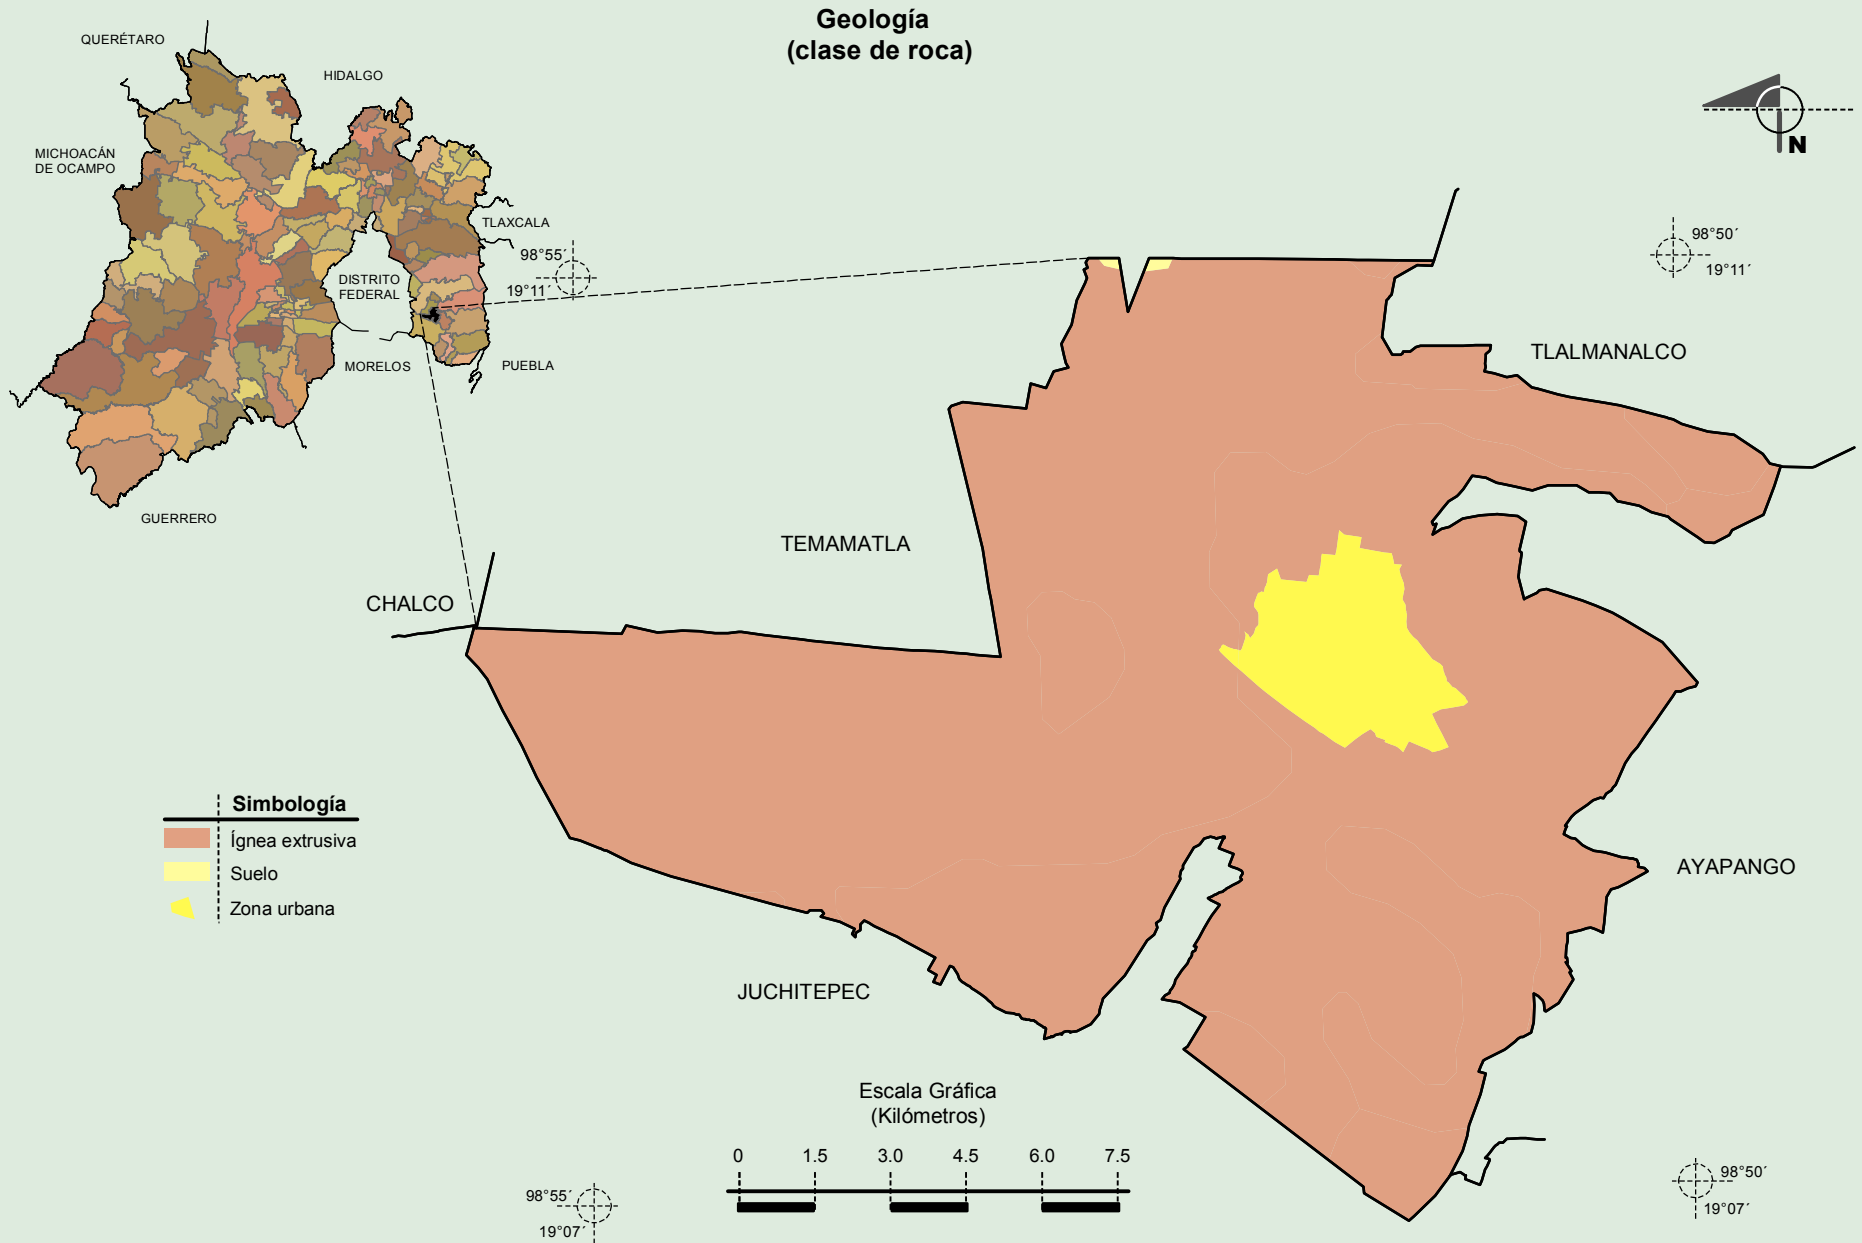 Geología
(clase de roca)
QUERÉTARO
HIDALGO
MICHOACÁN
DE OCAMPO
TLAXCALA
DISTRITO
FEDERAL
MORELOS
PUEBLA
GUERRERO
N
98°55´
19°11´
98°50´
19°11´
TLALMANALCO
TEMAMATLA
CHALCO
AYAPANGO
JUCHITEPEC
Simbología
Ígnea extrusiva
Suelo
Zona urbana
Escala Gráfica
(Kilómetros)
0 1.5 3.0 4.5 6.0 7.5
98°55´
19°07´
98°50´
19°07´